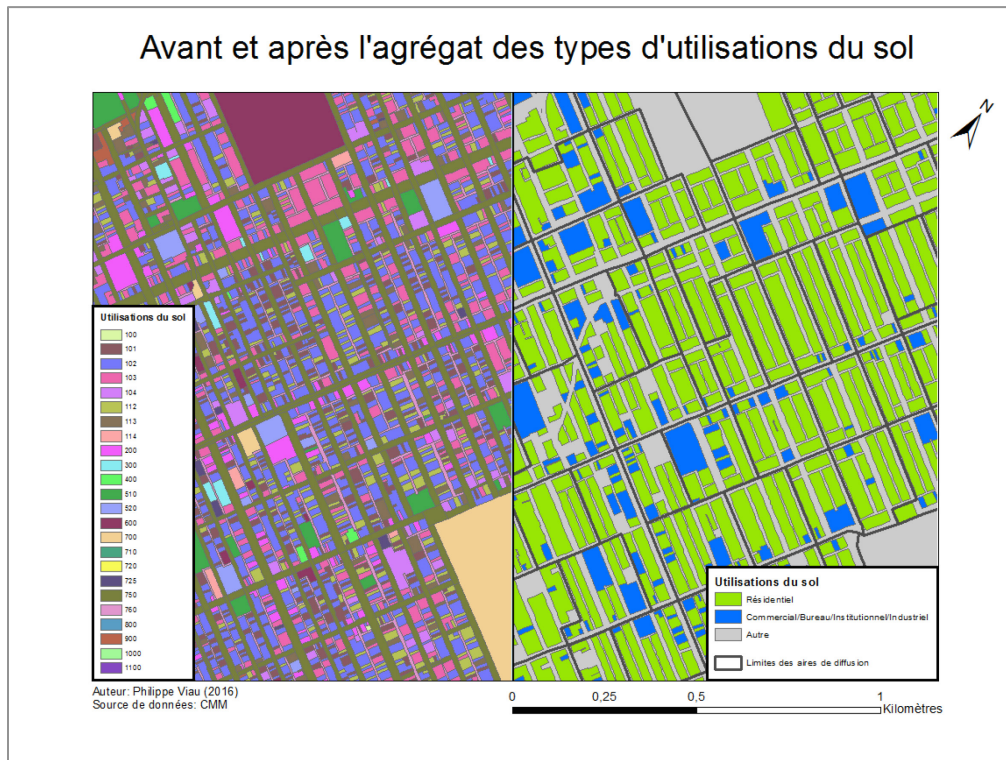 Avant et après l'agrégat des types d'utilisations du sol
N
Utilisations du sol
100
101
102
103
104
112
113
114
200
300
400
510
520
600
700
710
720
725
750
760
800
900
1000
1100
Utilisations du sol
Résidentiel
Commercial/Bureau/Institutionnel/Industriel
Autre
Limites des aires de diffusion
Auteur: Philippe Viau (2016)
Source de données: CMM
0 0,25 0,5 1
Kilomètres